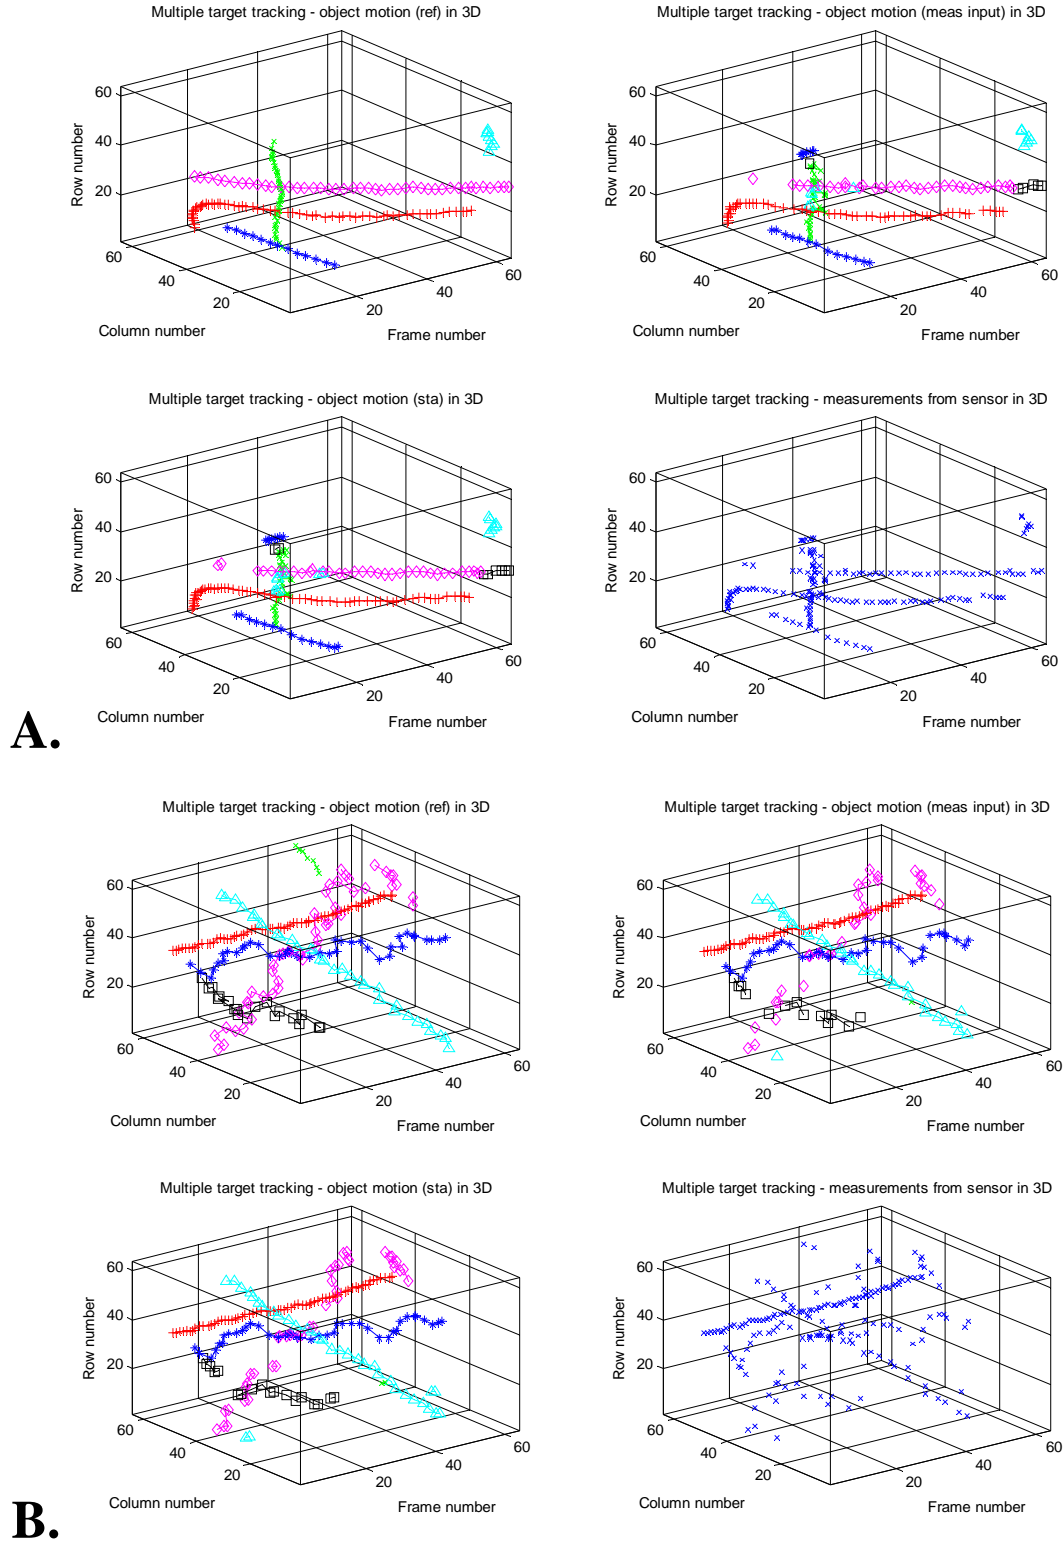 Multiple target tracking - object motion (ref) in 3D
Multiple target tracking - object motion (meas input) in 3D
Row number
60
40
20
60
40
20
20
40
60
Column number
Frame number
Row number
60
40
20
60
40
20
20
40
60
Column number
Frame number
Multiple target tracking - object motion (sta) in 3D
Multiple target tracking - measurements from sensor in 3D
Row number
60
40
20
60
40
20
20
40
60
Column number
Frame number
Row number
60
40
20
60
40
20
20
40
60
Column number
Frame number
A.
Multiple target tracking - object motion (ref) in 3D
Multiple target tracking - object motion (meas input) in 3D
Row number
60
40
20
60
40
20
20
40
60
Column number
Frame number
Row number
60
40
20
60
40
20
20
40
60
Column number
Frame number
Multiple target tracking - object motion (sta) in 3D
Multiple target tracking - measurements from sensor in 3D
Row number
60
40
20
60
40
20
20
40
60
Column number
Frame number
Row number
60
40
20
60
40
20
20
40
60
Column number
Frame number
B.